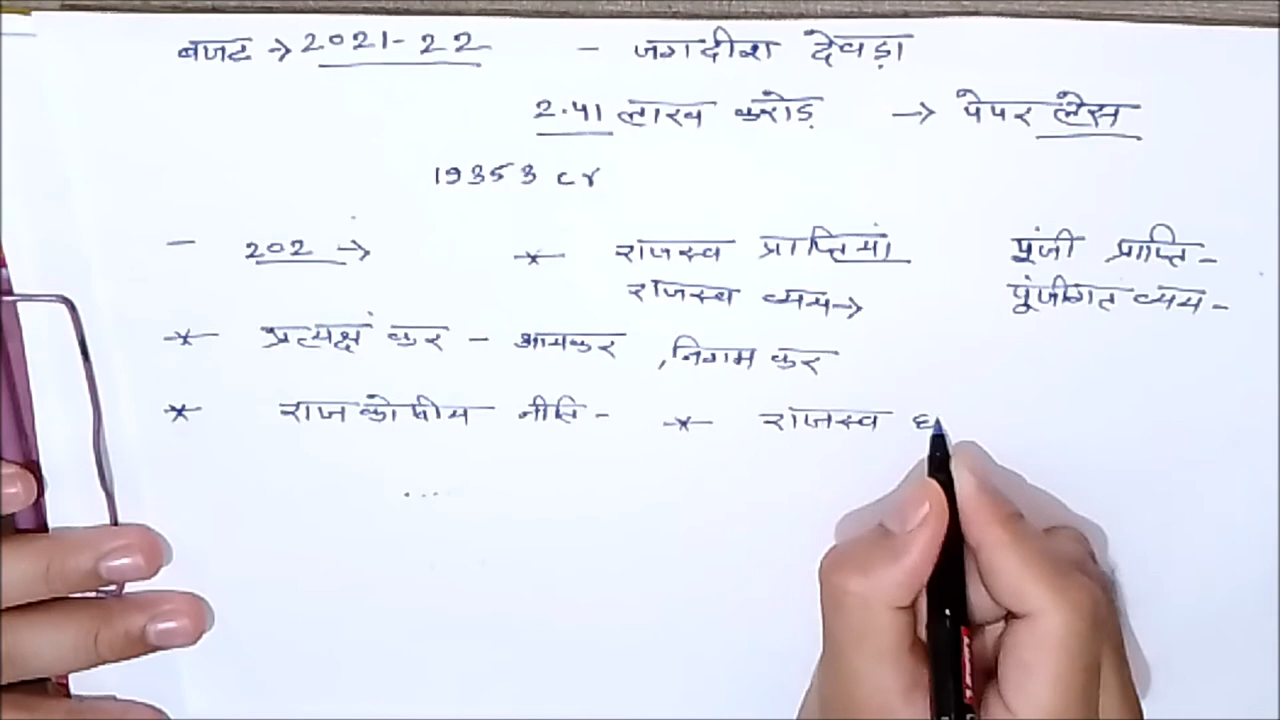 बजट → 2021-22 - जगदीश देवड़ा
2.41 लाख करोड़ → पेपर लेस
19353 cr
- 202 → * राजस्व प्राप्तियां पूंजी प्राप्ति -
राजस्व व्यय → पूंजीगत व्यय -
* प्रत्यक्ष कर - आयकर , निगम कर
* राजकोषीय नीति - * राजस्व घ
...